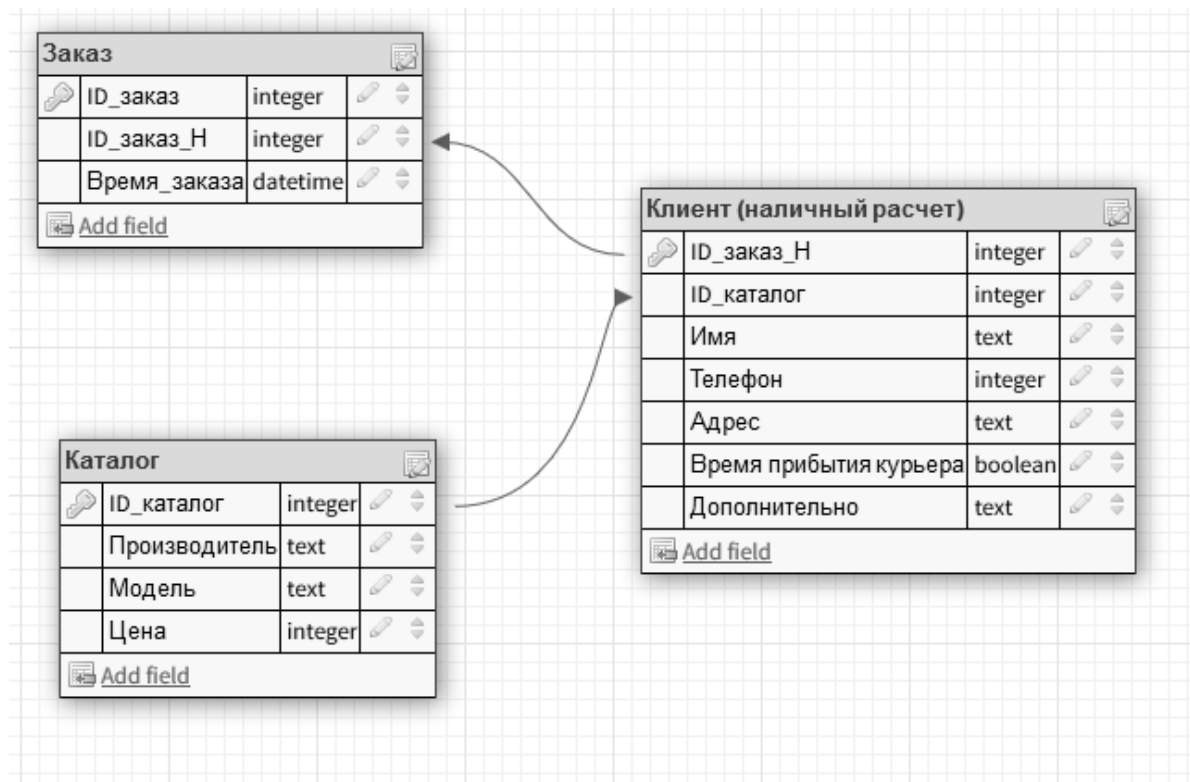 Заказ
ID_заказ integer
ID_заказ_Н integer
Время_заказа datetime
Add field
Клиент (наличный расчет)
ID_заказ_Н integer
ID_каталог integer
Имя text
Телефон integer
Адрес text
Время прибытия курьера boolean
Дополнительно text
Add field
Каталог
ID_каталог integer
Производитель text
Модель text
Цена integer
Add field